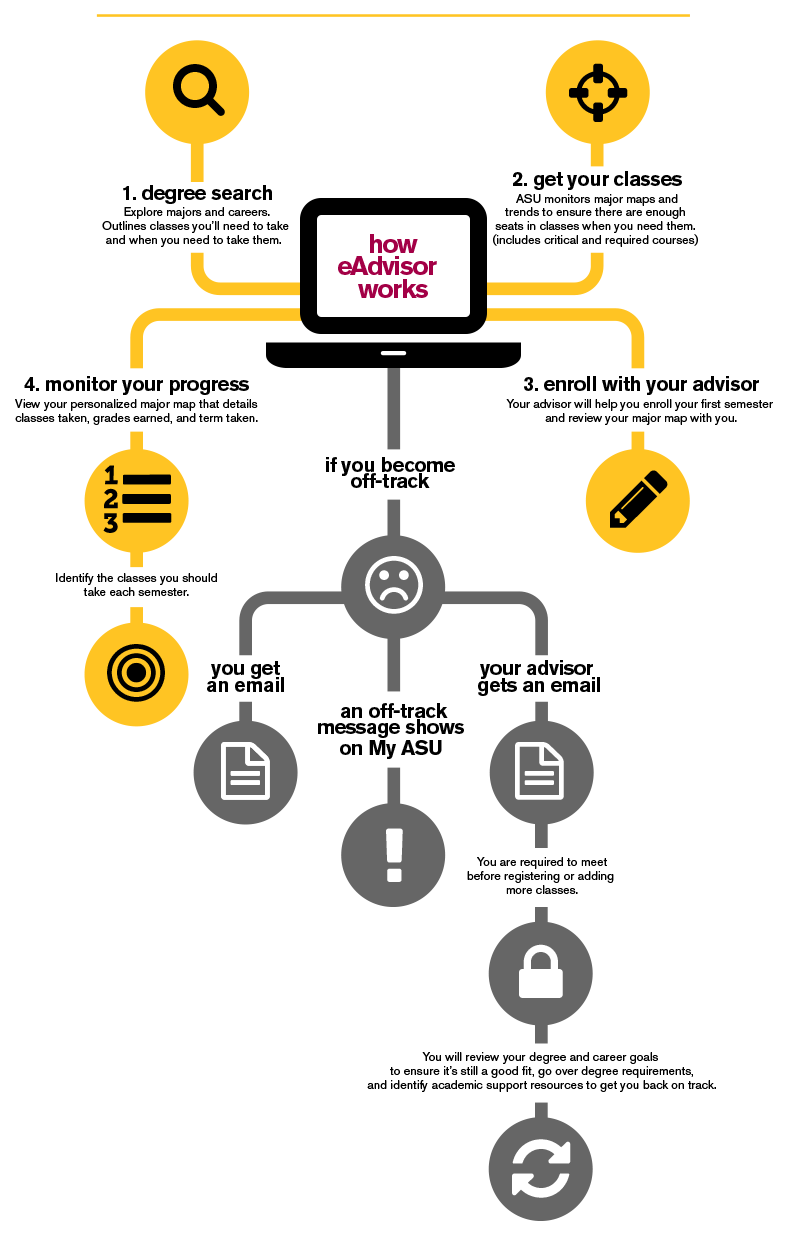 1. degree search
Explore majors and careers.
Outlines classes you'll need to take
and when you need to take them.
2. get your classes
ASU monitors major maps and
trends to ensure there are enough
seats in classes when you need them.
(includes critical and required courses)
how
eAdvisor
works
3. enroll with your advisor
Your advisor will help you enroll your first semester
and review your major map with you.
4. monitor your progress
View your personalized major map that details
classes taken, grades earned, and term taken.
1
2
3
Identify the classes you should
take each semester.
if you become
off-track
you get
an email
an off-track
message shows
on My ASU
!
your advisor
gets an email
You are required to meet
before registering or adding
more classes.
You will review your degree and career goals
to ensure it's still a good fit, go over degree requirements,
and identify academic support resources to get you back on track.